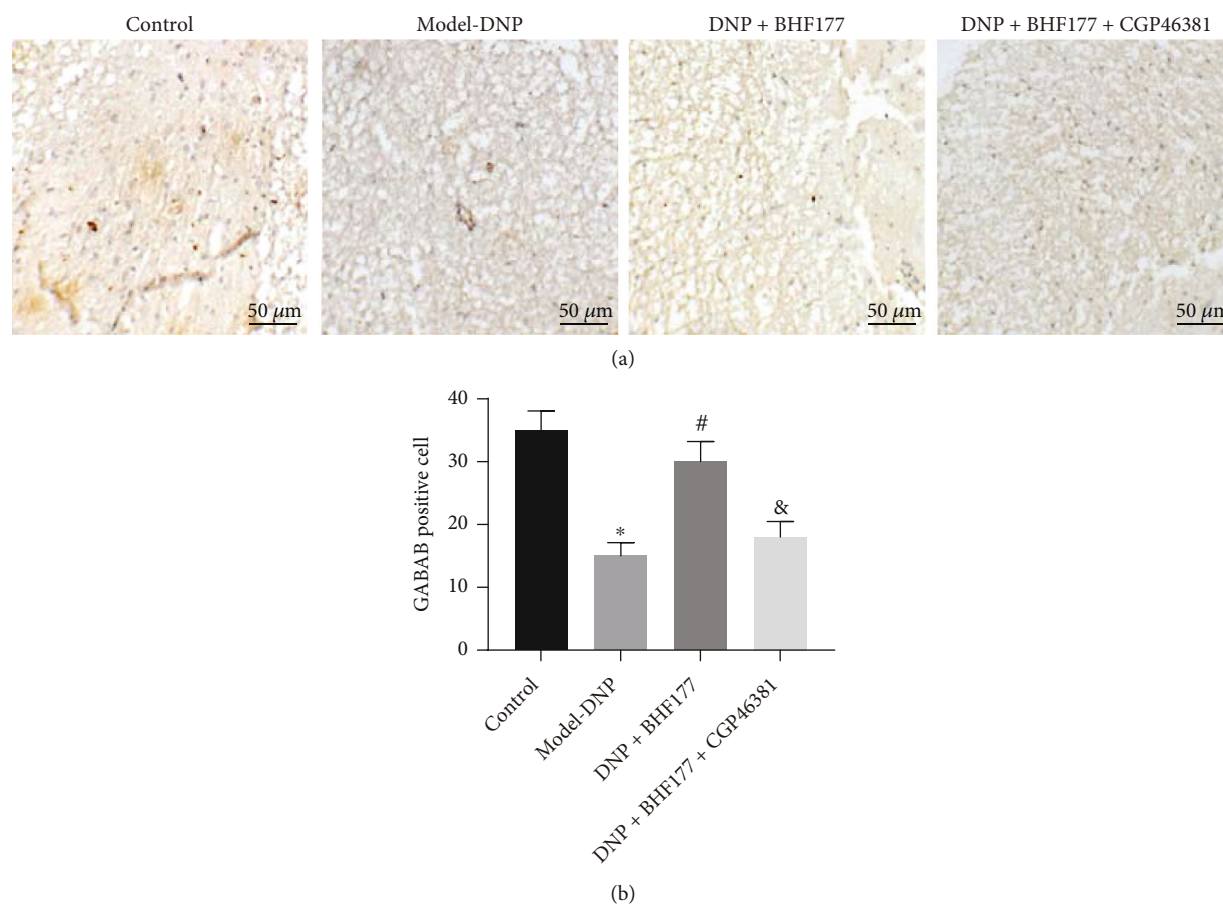 Control
Model-DNP
DNP + BHF177
DNP + BHF177 + CGP46381
50 μm
50 μm
50 μm
50 μm
(a)
40
30
20
10
0
GABAB positive cell
*
#
&
Control
Model-DNP
DNP + BHF177
DNP + BHF177 + CGP46381
(b)